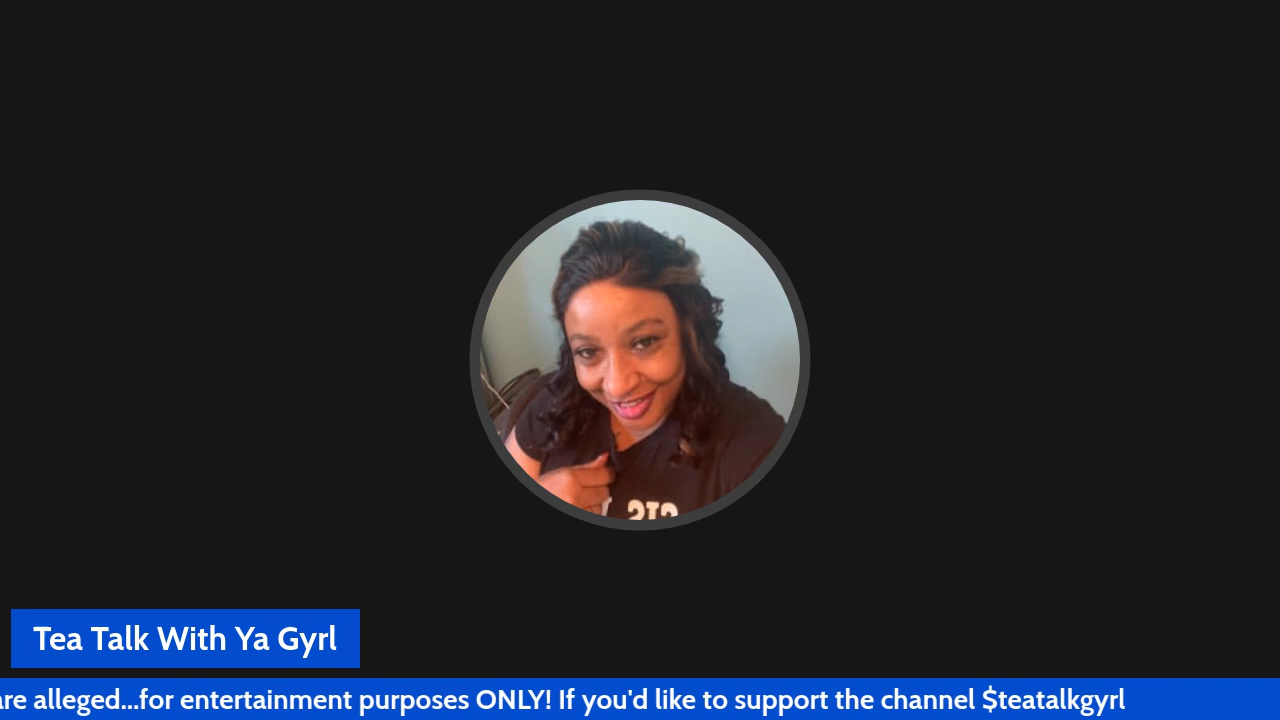 Tea Talk With Ya Gyrl
are alleged...for entertainment purposes ONLY! If you'd like to support the channel $teatalkgyrl